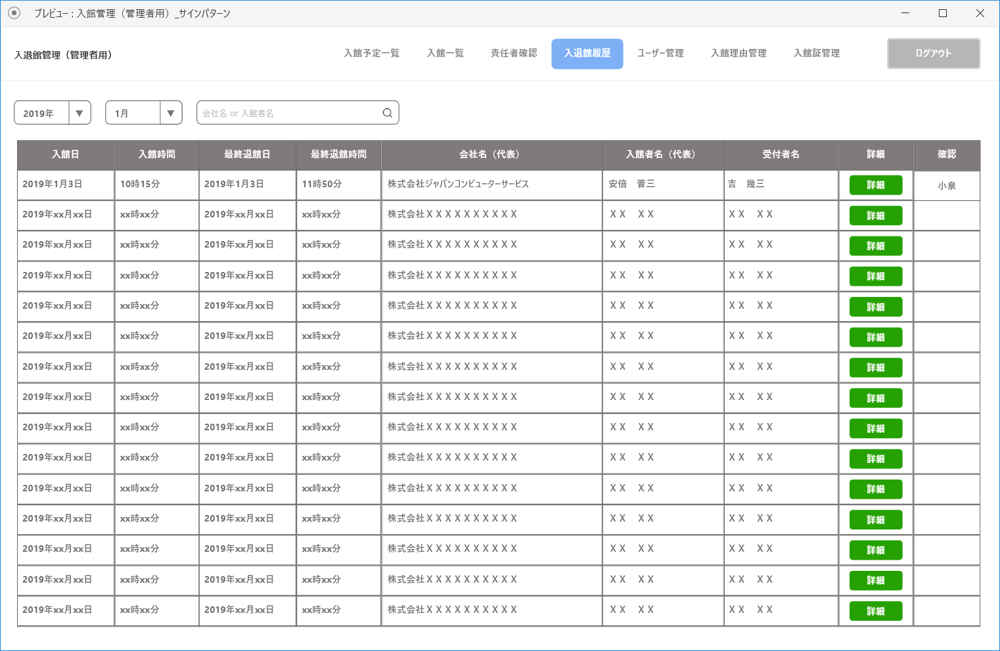 プレビュー : 入館管理（管理者用）_サインパターン
入退館管理（管理者用） 入館予定一覧 入館一覧 責任者確認 入退館履歴 ユーザー管理 入館理由管理 入館証管理 ログアウト
2019年 ▼ 1月 ▼ 会社名 or 入館者名
入館日 入館時間 最終退館日 最終退館時間 会社名（代表） 入館者名（代表） 受付者名 詳細 確認
2019年1月3日 10時15分 2019年1月3日 11時50分 株式会社ジャパンコンピューターサービス 安倍　晋三 吉　幾三 詳細 小泉
2019年xx月xx日 xx時xx分 2019年xx月xx日 xx時xx分 株式会社ＸＸＸＸＸＸＸＸＸＸ ＸＸ　ＸＸ ＸＸ　ＸＸ 詳細
2019年xx月xx日 xx時xx分 2019年xx月xx日 xx時xx分 株式会社ＸＸＸＸＸＸＸＸＸＸ ＸＸ　ＸＸ ＸＸ　ＸＸ 詳細
2019年xx月xx日 xx時xx分 2019年xx月xx日 xx時xx分 株式会社ＸＸＸＸＸＸＸＸＸＸ ＸＸ　ＸＸ ＸＸ　ＸＸ 詳細
2019年xx月xx日 xx時xx分 2019年xx月xx日 xx時xx分 株式会社ＸＸＸＸＸＸＸＸＸＸ ＸＸ　ＸＸ ＸＸ　ＸＸ 詳細
2019年xx月xx日 xx時xx分 2019年xx月xx日 xx時xx分 株式会社ＸＸＸＸＸＸＸＸＸＸ ＸＸ　ＸＸ ＸＸ　ＸＸ 詳細
2019年xx月xx日 xx時xx分 2019年xx月xx日 xx時xx分 株式会社ＸＸＸＸＸＸＸＸＸＸ ＸＸ　ＸＸ ＸＸ　ＸＸ 詳細
2019年xx月xx日 xx時xx分 2019年xx月xx日 xx時xx分 株式会社ＸＸＸＸＸＸＸＸＸＸ ＸＸ　ＸＸ ＸＸ　ＸＸ 詳細
2019年xx月xx日 xx時xx分 2019年xx月xx日 xx時xx分 株式会社ＸＸＸＸＸＸＸＸＸＸ ＸＸ　ＸＸ ＸＸ　ＸＸ 詳細
2019年xx月xx日 xx時xx分 2019年xx月xx日 xx時xx分 株式会社ＸＸＸＸＸＸＸＸＸＸ ＸＸ　ＸＸ ＸＸ　ＸＸ 詳細
2019年xx月xx日 xx時xx分 2019年xx月xx日 xx時xx分 株式会社ＸＸＸＸＸＸＸＸＸＸ ＸＸ　ＸＸ ＸＸ　ＸＸ 詳細
2019年xx月xx日 xx時xx分 2019年xx月xx日 xx時xx分 株式会社ＸＸＸＸＸＸＸＸＸＸ ＸＸ　ＸＸ ＸＸ　ＸＸ 詳細
2019年xx月xx日 xx時xx分 2019年xx月xx日 xx時xx分 株式会社ＸＸＸＸＸＸＸＸＸＸ ＸＸ　ＸＸ ＸＸ　ＸＸ 詳細
2019年xx月xx日 xx時xx分 2019年xx月xx日 xx時xx分 株式会社ＸＸＸＸＸＸＸＸＸＸ ＸＸ　ＸＸ ＸＸ　ＸＸ 詳細
2019年xx月xx日 xx時xx分 2019年xx月xx日 xx時xx分 株式会社ＸＸＸＸＸＸＸＸＸＸ ＸＸ　ＸＸ ＸＸ　ＸＸ 詳細